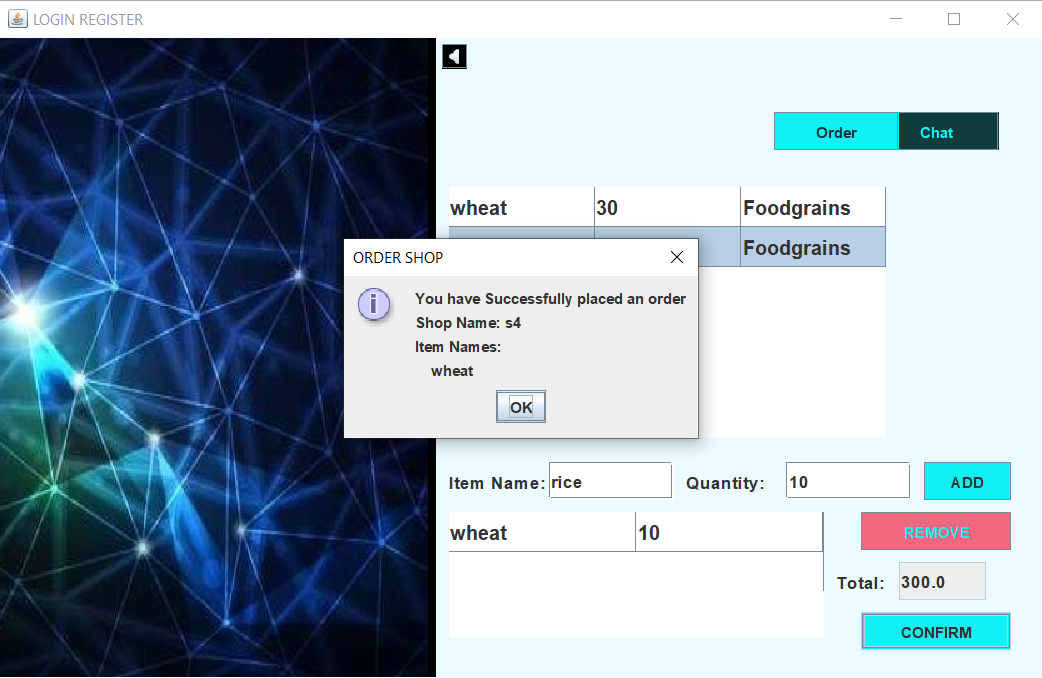 LOGIN REGISTER
Order Chat
wheat 30 Foodgrains
Foodgrains
ORDER SHOP
You have Successfully placed an order
Shop Name: s4
Item Names:
wheat
OK
Item Name: rice Quantity: 10 ADD
wheat 10 REMOVE
Total: 300.0
CONFIRM